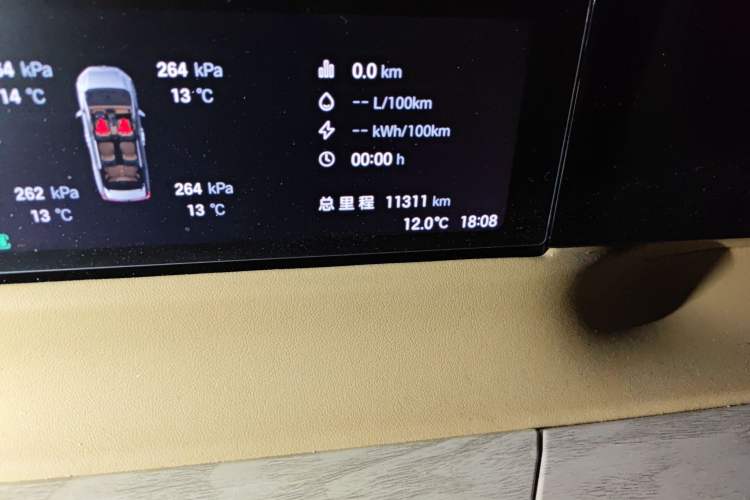 264 kPa
13 ℃
262 kPa
13 ℃
264 kPa
13 ℃
0.0 km
-- L/100km
-- kWh/100km
00:00 h
总里程 11311 km
12.0℃ 18:08